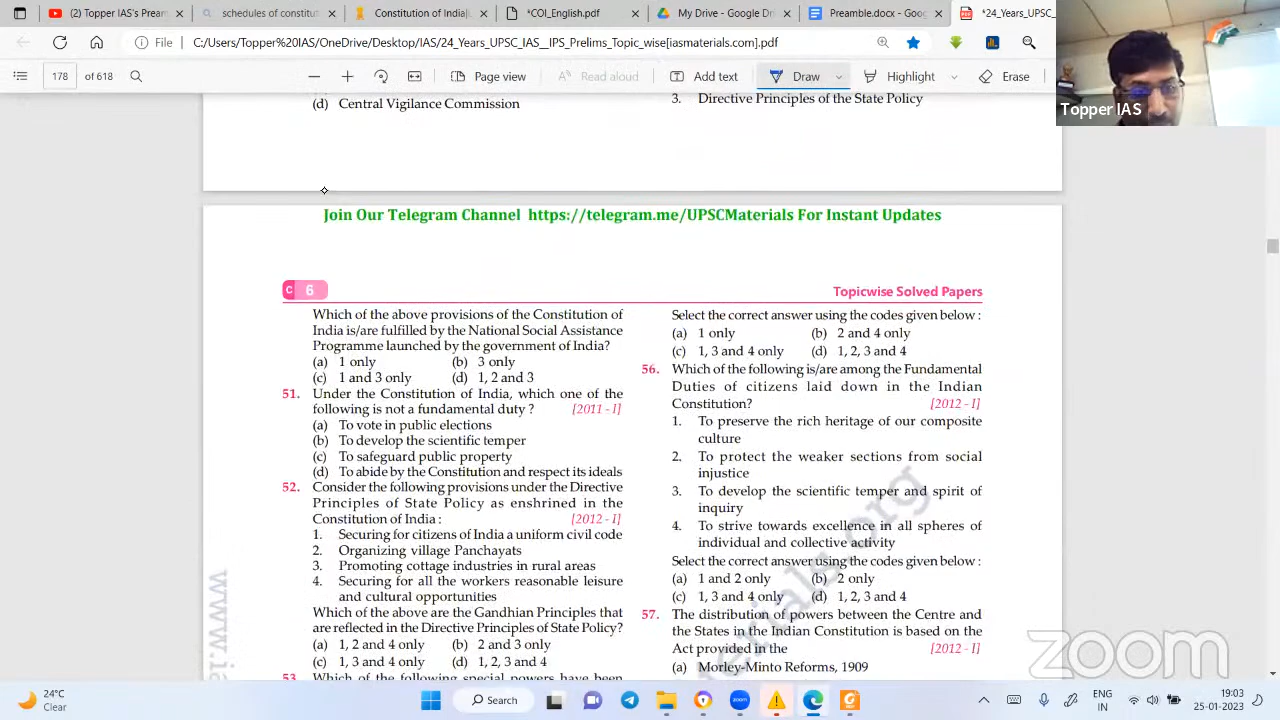 (2) WhatsApp
schedules of constit
Constitution of India.
*COI_English.pdf
My Drive - Google Dri
Preamble.docx - Goog
*24_Years_UPSC_
File
C:/Users/Topper%20IAS/OneDrive/Desktop/IAS/24_Years_UPSC__IAS__IPS_Prelims_Topic_wise[iasmaterials.com].pdf
178
of 618
Page view
Read aloud
Add text
Draw
Highlight
Erase
Topper IAS
(d) Central Vigilance Commission
3. Directive Principles of the State Policy
Join Our Telegram Channel https://telegram.me/UPSCMaterials For Instant Updates
C 6
Topicwise Solved Papers
Which of the above provisions of the Constitution of
India is/are fulfilled by the National Social Assistance
Programme launched by the government of India?
(a) 1 only (b) 3 only
(c) 1 and 3 only (d) 1, 2 and 3
51. Under the Constitution of India, which one of the
following is not a fundamental duty ? [2011 - I]
(a) To vote in public elections
(b) To develop the scientific temper
(c) To safeguard public property
(d) To abide by the Constitution and respect its ideals
52. Consider the following provisions under the Directive
Principles of State Policy as enshrined in the
Constitution of India : [2012 - I]
1. Securing for citizens of India a uniform civil code
2. Organizing village Panchayats
3. Promoting cottage industries in rural areas
4. Securing for all the workers reasonable leisure
and cultural opportunities
Which of the above are the Gandhian Principles that
are reflected in the Directive Principles of State Policy?
(a) 1, 2 and 4 only (b) 2 and 3 only
(c) 1, 3 and 4 only (d) 1, 2, 3 and 4
53. Which of the following special powers have been
Select the correct answer using the codes given below :
(a) 1 only (b) 2 and 4 only
(c) 1, 3 and 4 only (d) 1, 2, 3 and 4
56. Which of the following is/are among the Fundamental
Duties of citizens laid down in the Indian
Constitution? [2012 - I]
1. To preserve the rich heritage of our composite
culture
2. To protect the weaker sections from social
injustice
3. To develop the scientific temper and spirit of
inquiry
4. To strive towards excellence in all spheres of
individual and collective activity
Select the correct answer using the codes given below :
(a) 1 and 2 only (b) 2 only
(c) 1, 3 and 4 only (d) 1, 2, 3 and 4
57. The distribution of powers between the Centre and
the States in the Indian Constitution is based on the
Act provided in the [2012 - I]
(a) Morley-Minto Reforms, 1909
zoom
24°C
Clear
Search
ENG
IN
19:03
25-01-2023